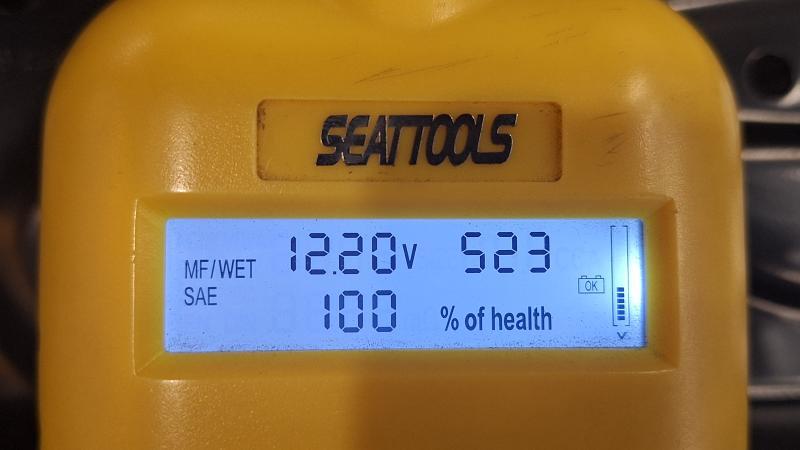 SEATTOOLS
MF/WET 12.20V 523
SAE
OK
100 % of health
V